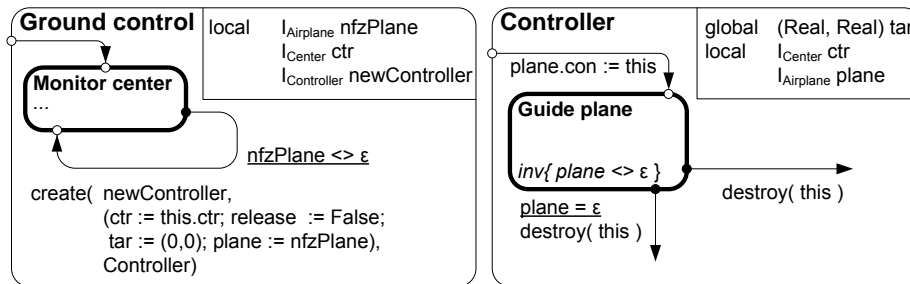 Ground control
local I_Airplane nfzPlane
I_Center ctr
I_Controller newController
Monitor center
...
nfzPlane <> ε
create( newController,
(ctr := this.ctr; release := False;
tar := (0,0); plane := nfzPlane),
Controller)
Controller
global (Real, Real) tar
local I_Center ctr
I_Airplane plane
plane.con := this
Guide plane
inv{ plane <> ε }
destroy( this )
plane = ε
destroy( this )